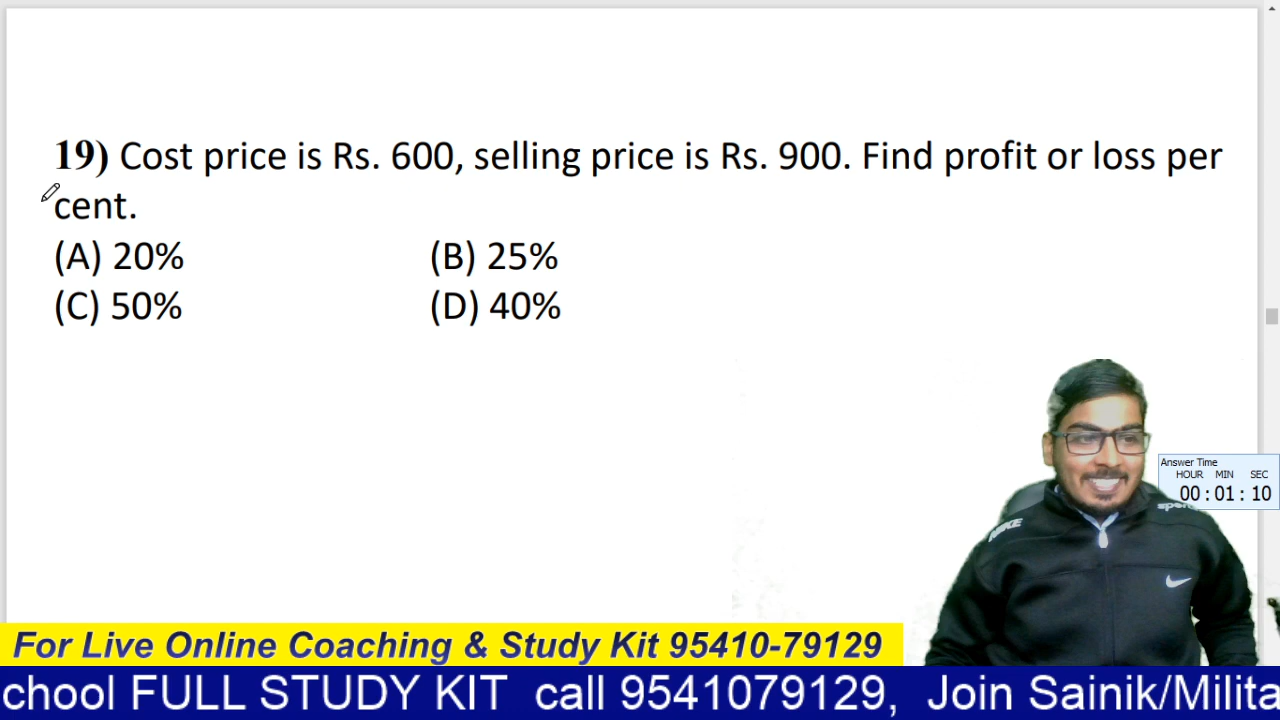 19) Cost price is Rs. 600, selling price is Rs. 900. Find profit or loss per
cent.
(A) 20% (B) 25%
(C) 50% (D) 40%
Answer Time
HOUR MIN SEC
00 : 01 : 10
NIKE
For Live Online Coaching & Study Kit 95410-79129
chool FULL STUDY KIT call 9541079129, Join Sainik/Milita